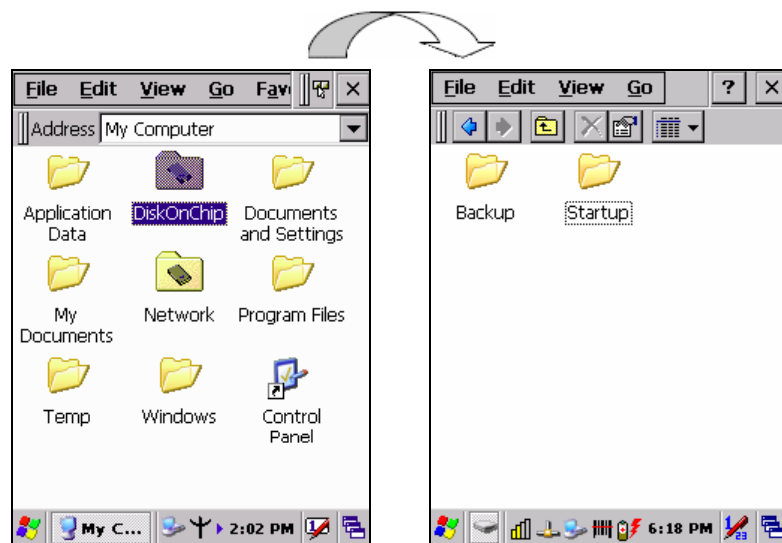 File Edit View Go Fav
Address My Computer
Application Data
DiskOnChip
Documents and Settings
My Documents
Network
Program Files
Temp
Windows
Control Panel
My C... 2:02 PM
File Edit View Go ?
Backup
Startup
6:18 PM